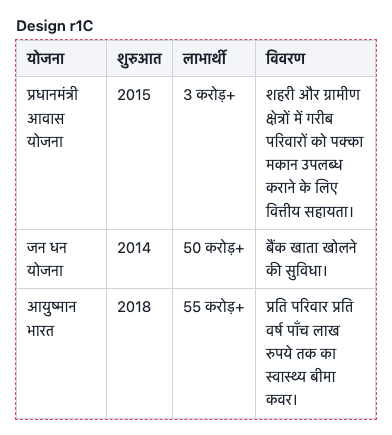 Design r1C
योजना शुरुआत लाभार्थी विवरण
प्रधानमंत्री 2015 3 करोड़+ शहरी और ग्रामीण
आवास क्षेत्रों में गरीब
योजना परिवारों को पक्का
मकान उपलब्ध
कराने के लिए
वित्तीय सहायता।
जन धन 2014 50 करोड़+ बैंक खाता खोलने
योजना की सुविधा।
आयुष्मान 2018 55 करोड़+ प्रति परिवार प्रति
भारत वर्ष पाँच लाख
रुपये तक का
स्वास्थ्य बीमा
कवर।